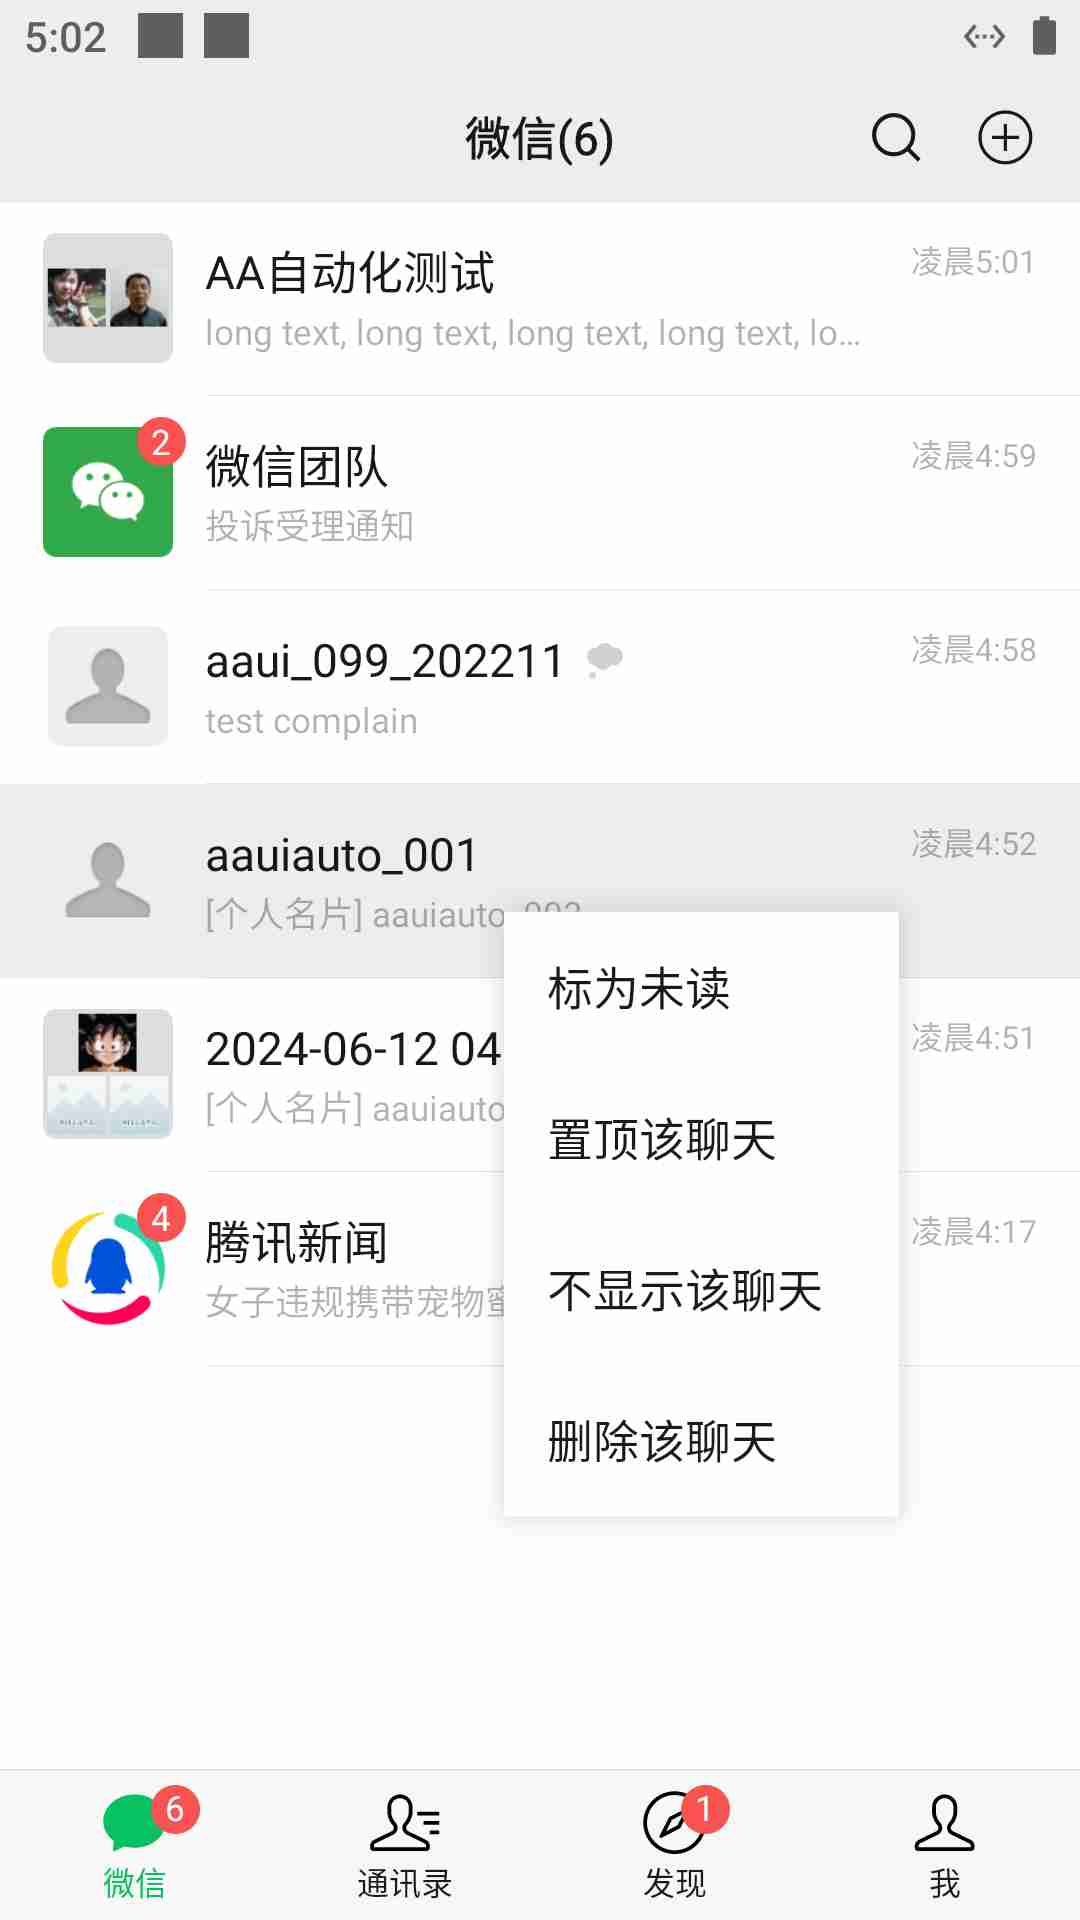 5:02
微信(6)
AA自动化测试
凌晨5:01
long text, long text, long text, long text, lo...
2
微信团队
凌晨4:59
投诉受理通知
aaui_099_202211
凌晨4:58
test complain
aauiauto_001
凌晨4:52
[个人名片] aauiauto
标为未读
2024-06-12 04
凌晨4:51
[个人名片] aauiauto
置顶该聊天
4
腾讯新闻
凌晨4:17
女子违规携带宠物
不显示该聊天
删除该聊天
6
1
微信
通讯录
发现
我